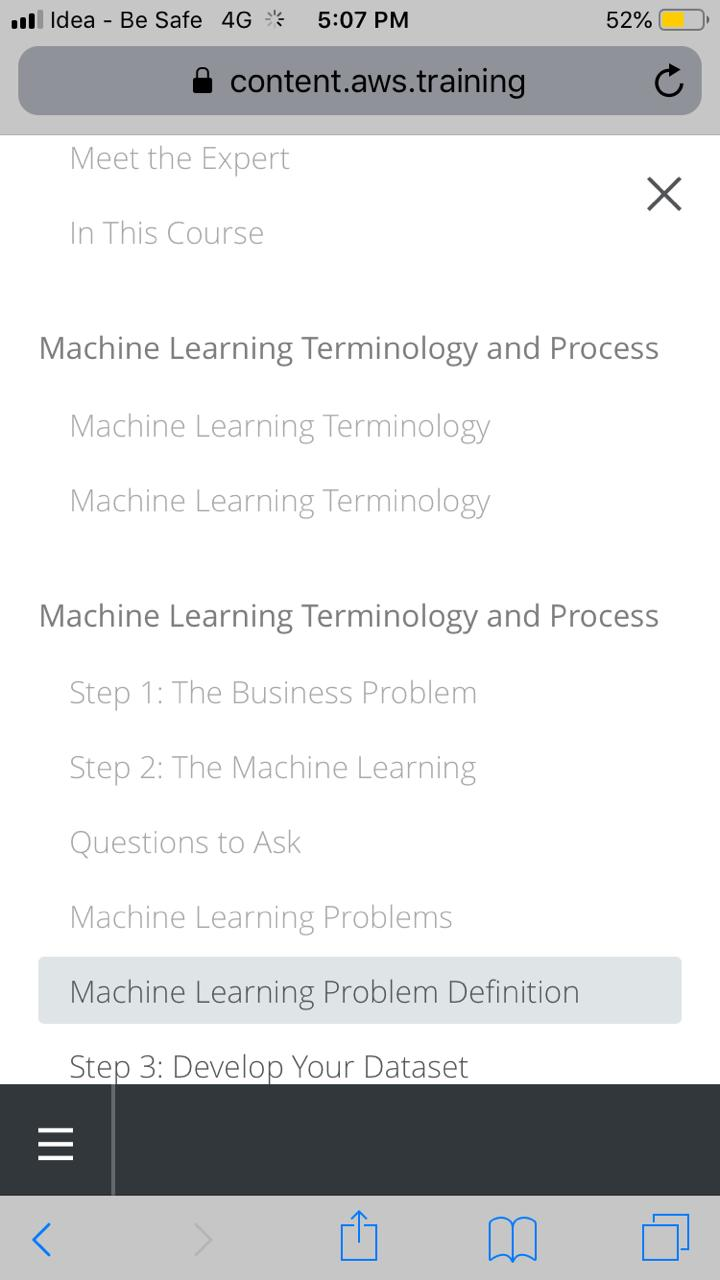 Idea - Be Safe 4G 5:07 PM 52%
content.aws.training
Meet the Expert
In This Course
Machine Learning Terminology and Process
Machine Learning Terminology
Machine Learning Terminology
Machine Learning Terminology and Process
Step 1: The Business Problem
Step 2: The Machine Learning
Questions to Ask
Machine Learning Problems
Machine Learning Problem Definition
Step 3: Develop Your Dataset